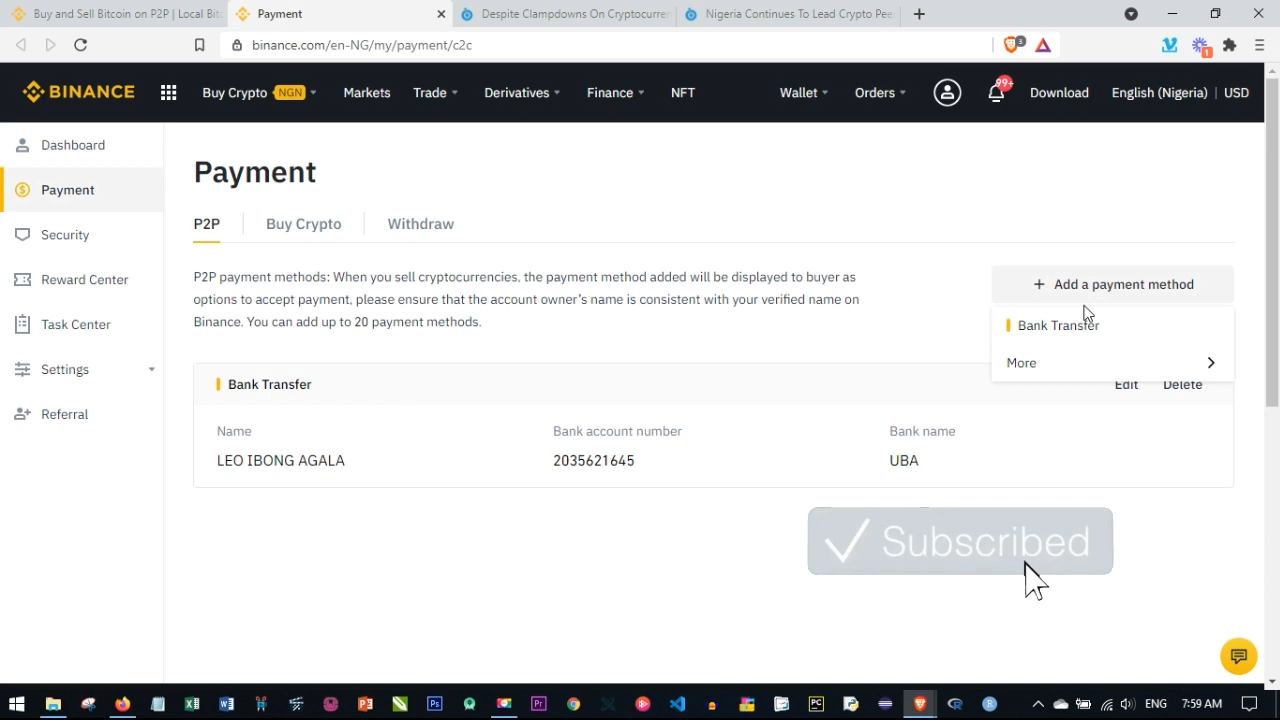 Buy and Sell Bitcoin on P2P | Local Bit
Payment
Despite Clampdowns On Cryptocurren
Nigeria Continues To Lead Crypto Pee
binance.com/en-NG/my/payment/c2c
3
1
BINANCE
Buy Crypto NGN
Markets
Trade
Derivatives
Finance
NFT
Wallet
Orders
99+
Download
English (Nigeria) | USD
Dashboard
Payment
Security
Reward Center
Task Center
Settings
Referral
Payment
P2P
Buy Crypto
Withdraw
P2P payment methods: When you sell cryptocurrencies, the payment method added will be displayed to buyer as
options to accept payment, please ensure that the account owner's name is consistent with your verified name on
Binance. You can add up to 20 payment methods.
+ Add a payment method
Bank Transfer
More
Bank Transfer
Edit
Delete
Name
Bank account number
Bank name
LEO IBONG AGALA
2035621645
UBA
Subscribed
ENG
7:59 AM